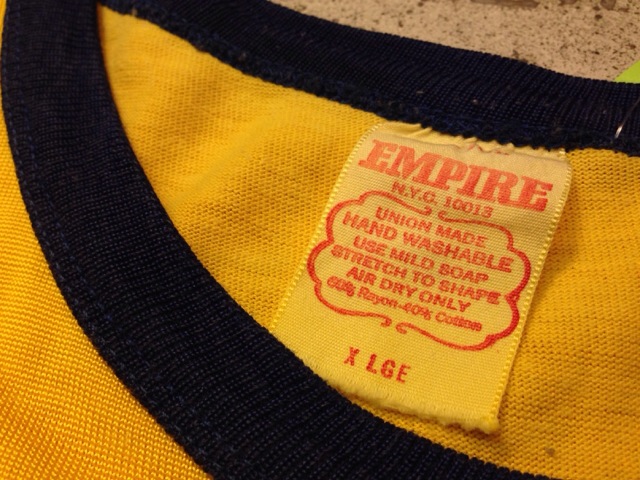 EMPIRE
N.Y.C. 10013
UNION MADE
HAND WASHABLE
USE MILD SOAP
STRETCH TO SHAPE
AIR DRY ONLY
60% Rayon-40% Cotton
X LGE